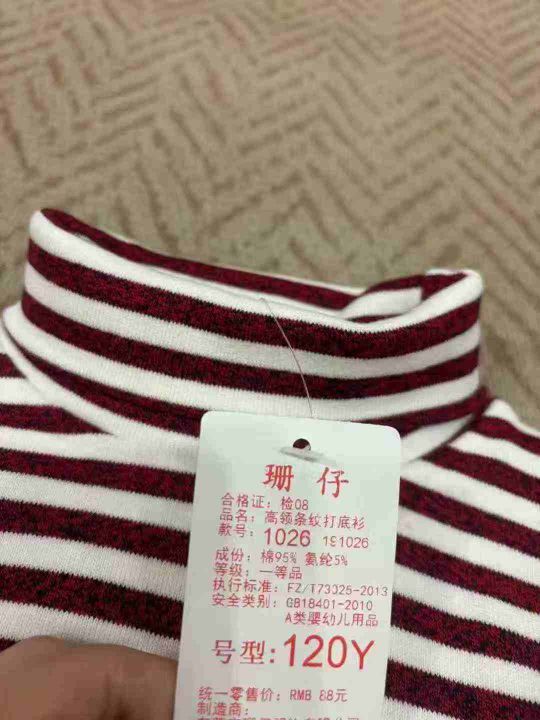 珊仔
合格证：检08
品名：高领条纹打底衫
款号：1026 191026
成份：棉95% 氨纶5%
等级：一等品
执行标准：FZ/T73025-2013
安全类别：GB18401-2010
A类婴幼儿用品
号型:120Y
统一零售价：RMB 88元
制造商：